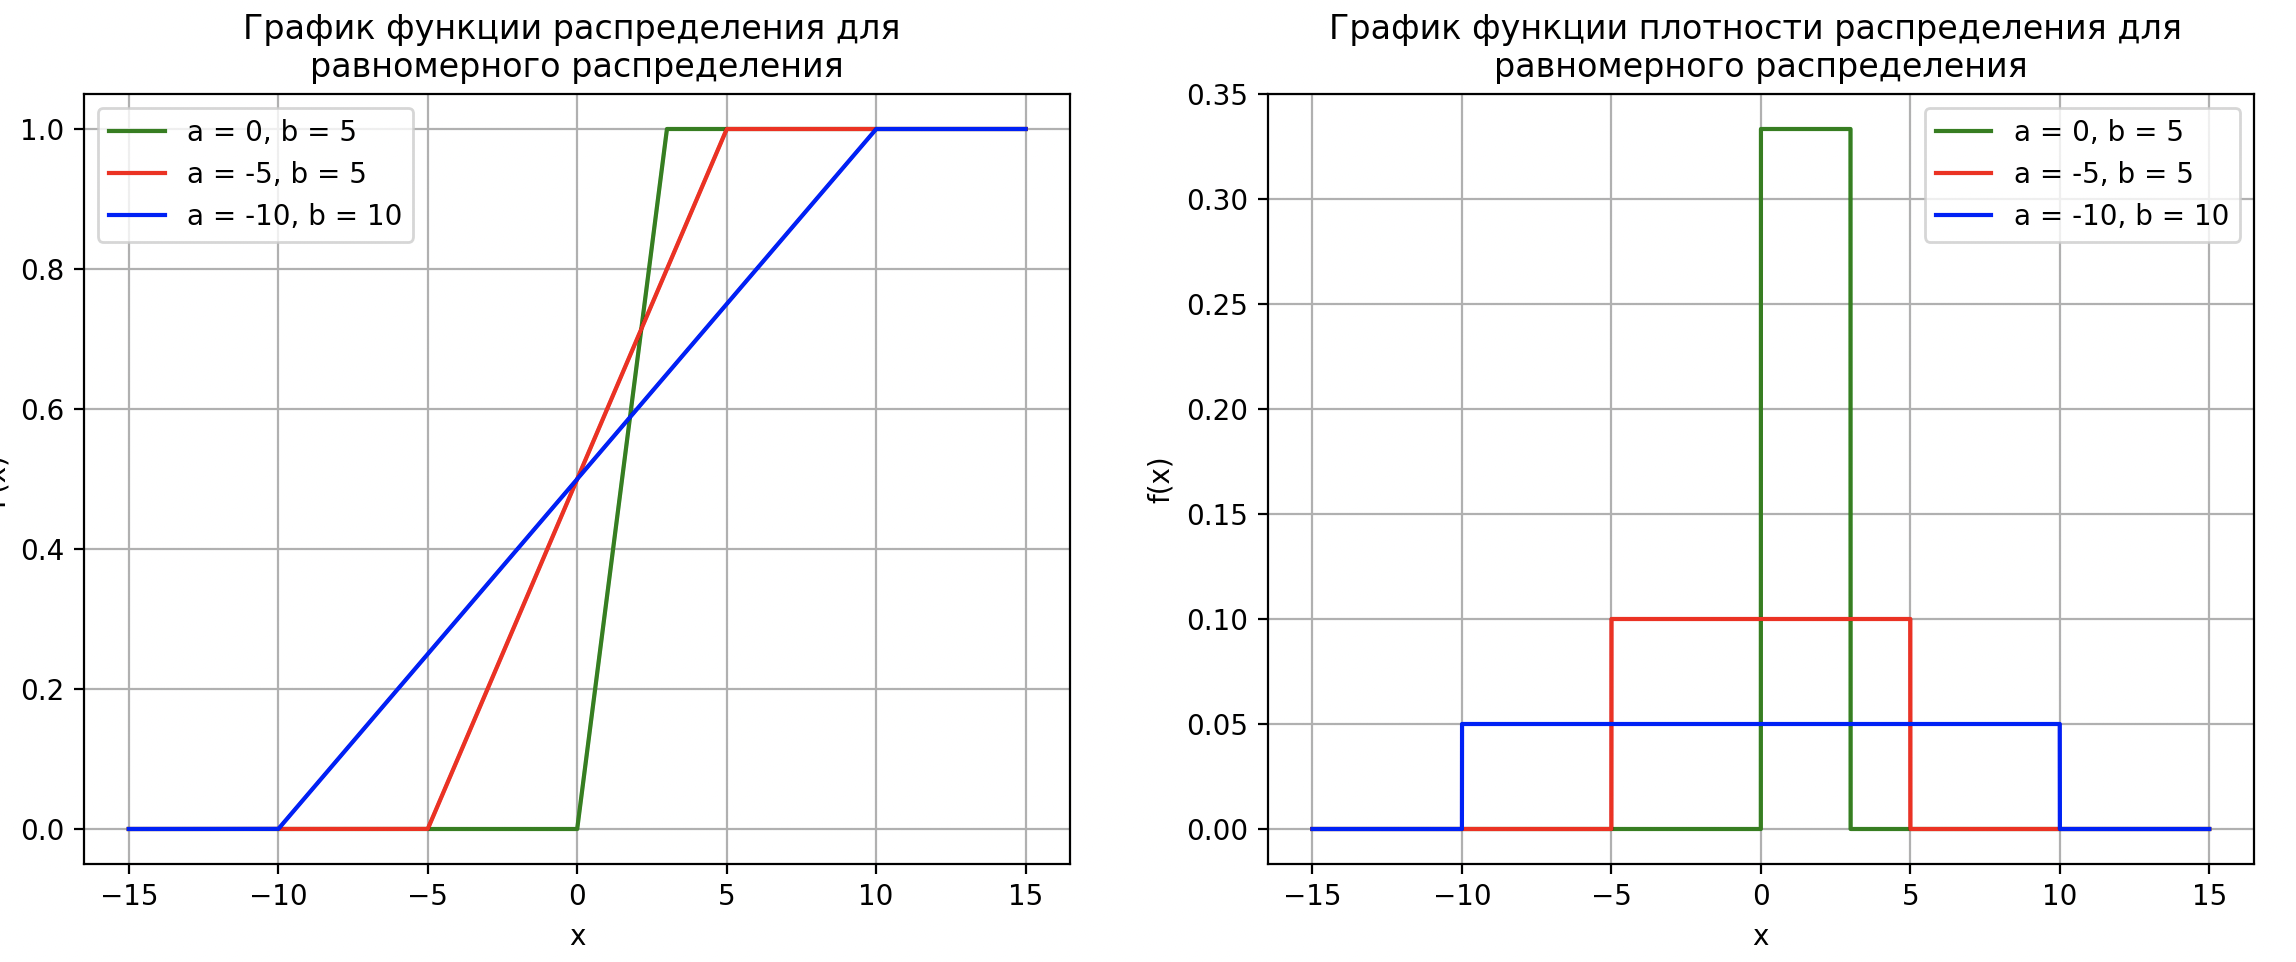 График функции распределения для
равномерного распределения
a = 0, b = 5
a = -5, b = 5
a = -10, b = 10
1.0
0.8
0.6
0.4
0.2
0.0
−15
−10
−5
0
5
10
15
x
График функции плотности распределения для
равномерного распределения
a = 0, b = 5
a = -5, b = 5
a = -10, b = 10
f(x)
0.35
0.30
0.25
0.20
0.15
0.10
0.05
0.00
−15
−10
−5
0
5
10
15
x